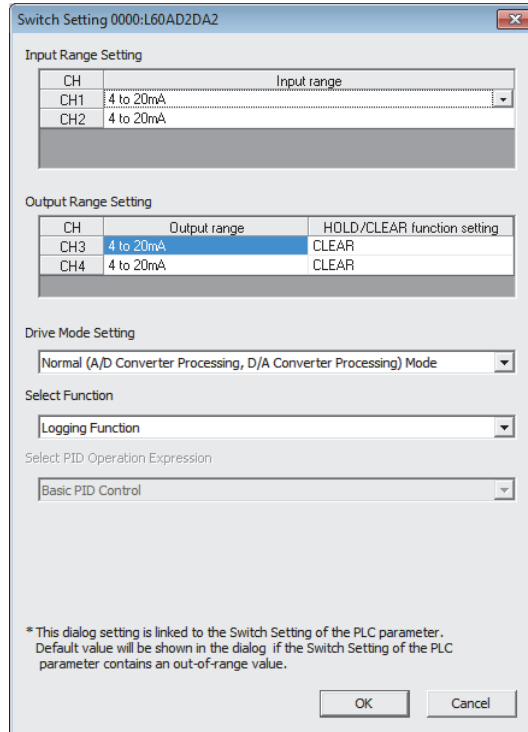 Switch Setting 0000:L60AD2DA2
Input Range Setting
CH Input range
CH1 4 to 20mA
CH2 4 to 20mA
Output Range Setting
CH Output range HOLD/CLEAR function setting
CH3 4 to 20mA CLEAR
CH4 4 to 20mA CLEAR
Drive Mode Setting
Normal (A/D Converter Processing, D/A Converter Processing) Mode
Select Function
Logging Function
Select PID Operation Expression
Basic PID Control
* This dialog setting is linked to the Switch Setting of the PLC parameter.
Default value will be shown in the dialog if the Switch Setting of the PLC
parameter contains an out-of-range value.
OK Cancel